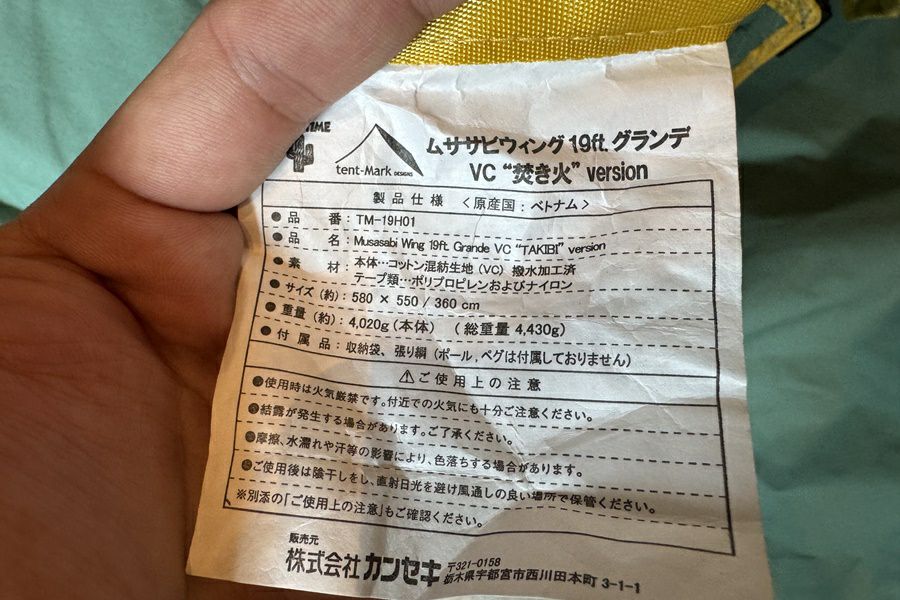 TIME
tent-Mark DESIGNS
ムササビウィング 19ft. グランデ
VC “焚き火” version
製品仕様 〈原産国：ベトナム〉
●品番：TM-19H01
●品名：Musasabi Wing 19ft. Grande VC “TAKIBI” version
●素材：本体…コットン混紡生地（VC）撥水加工済
テープ類…ポリプロピレンおよびナイロン
●サイズ（約）：580 × 550 / 360 cm
●重量（約）：4,020g（本体）（総重量 4,430g）
●付属品：収納袋、張り綱（ポール，ペグは付属しておりません）
⚠ご使用上の注意
●使用時は火気厳禁です。付近での火気にも十分ご注意ください。
●結露が発生する場合があります。ご了承ください。
●摩擦、水濡れや汗等の影響により、色落ちする場合があます。
●ご使用後は陰干しをし、直射日光を避け風通しの良い場所で保管ください。
※別添の「ご使用上の注意」もご確認ください。
販売元
株式会社カンセキ 〒321-0158
栃木県宇都宮市西川田本町 3-1-1